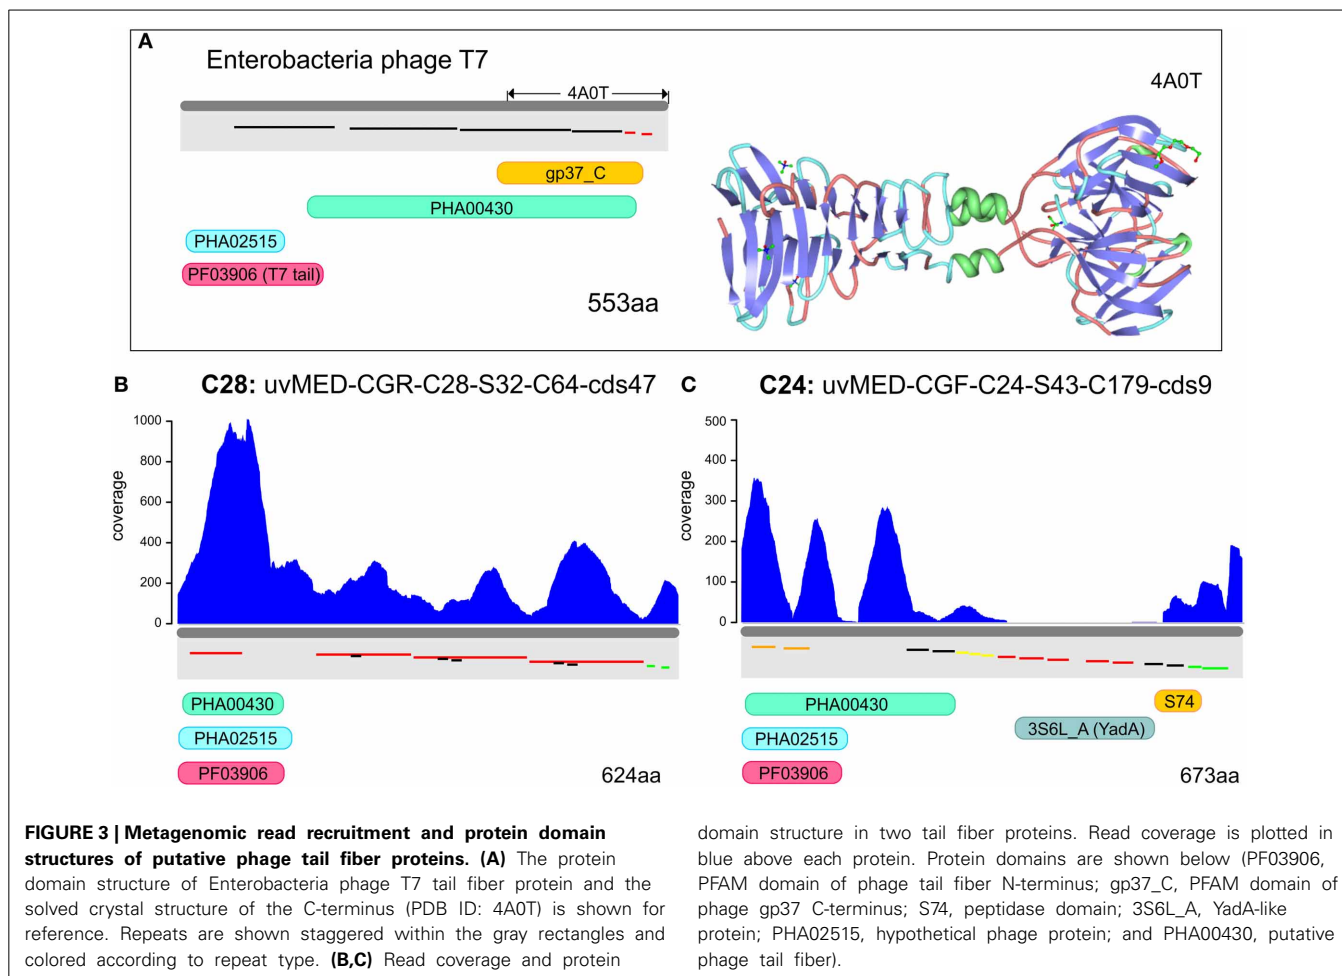 A
Enterobacteria phage T7
4A0T
4A0T
gp37_C
PHA00430
PHA02515
PF03906 (T7 tail)
553aa
B
C28: uvMED-CGR-C28-S32-C64-cds47
1000
800
600
400
200
0
coverage
PHA00430
PHA02515
PF03906
624aa
C
C24: uvMED-CGF-C24-S43-C179-cds9
500
400
300
200
100
0
coverage
S74
PHA00430
3S6L_A (YadA)
PHA02515
PF03906
673aa
FIGURE 3 | Metagenomic read recruitment and protein domain
structures of putative phage tail fiber proteins. (A) The protein
domain structure of Enterobacteria phage T7 tail fiber protein and the
solved crystal structure of the C-terminus (PDB ID: 4A0T) is shown for
reference. Repeats are shown staggered within the gray rectangles and
colored according to repeat type. (B,C) Read coverage and protein
domain structure in two tail fiber proteins. Read coverage is plotted in
blue above each protein. Protein domains are shown below (PF03906,
PFAM domain of phage tail fiber N-terminus; gp37_C, PFAM domain of
phage gp37 C-terminus; S74, peptidase domain; 3S6L_A, YadA-like
protein; PHA02515, hypothetical phage protein; and PHA00430, putative
phage tail fiber).